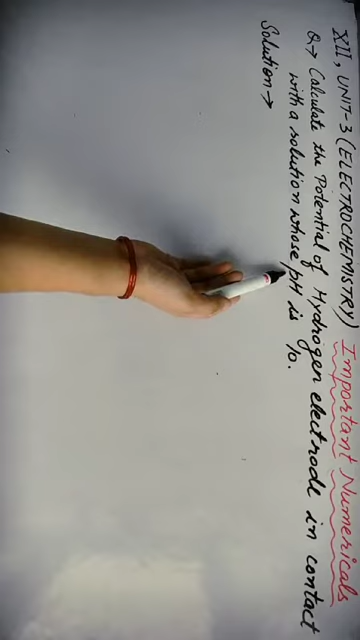 XII, UNIT-3 (ELECTROCHEMISTRY) Important Numericals
Q→ Calculate the Potential of Hydrogen electrode in contact
with a solution whose pH is 10.
Solution→